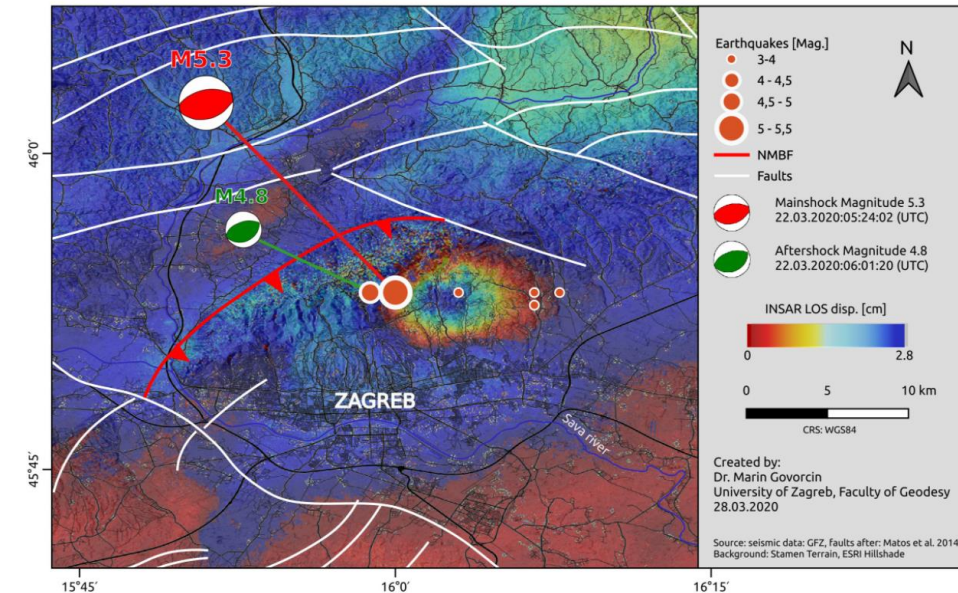 M5.3
M4.8
ZAGREB
Sava river
46°0'
45°45'
15°45'
16°0'
16°15'
Earthquakes [Mag.]
3-4
4 - 4,5
4,5 - 5
5 - 5,5
NMBF
Faults
N
Mainshock Magnitude 5.3
22.03.2020:05:24:02 (UTC)
Aftershock Magnitude 4.8
22.03.2020:06:01:20 (UTC)
INSAR LOS disp. [cm]
0
2.8
0
5
10 km
CRS: WGS84
Created by:
Dr. Marin Govorcin
University of Zagreb, Faculty of Geodesy
28.03.2020
Source: seismic data: GFZ, faults after: Matos et al. 2014
Background: Stamen Terrain, ESRI Hillshade